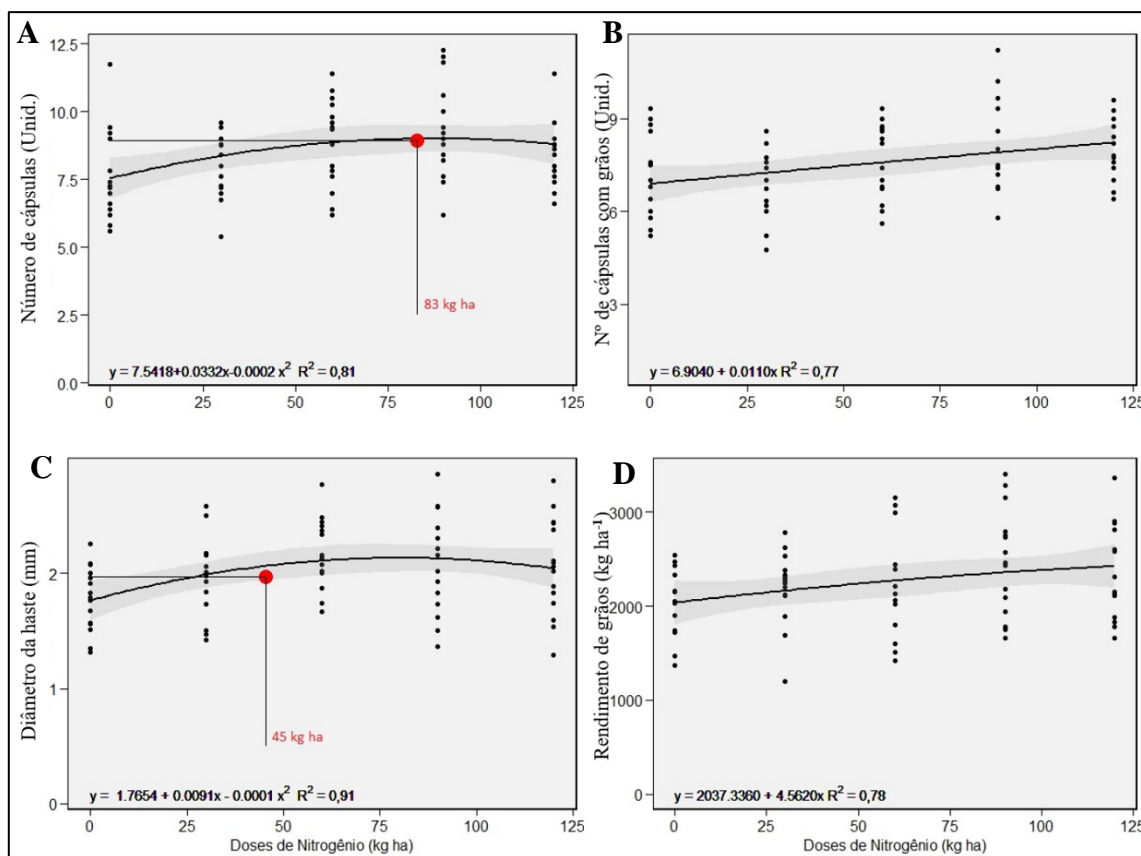 A
Número de cápsulas (Unid.)
12.5
10.0
7.5
5.0
2.5
0.0
83 kg ha
y = 7.5418+0.0332x-0.0002 x² R² = 0,81
0 25 50 75 100 125
B
Nº de cápsulas com grãos (Unid.)
9
6
3
y = 6.9040 + 0.0110x R² = 0,77
0 25 50 75 100 125
C
Diâmetro da haste (mm)
2
1
0
45 kg ha
y = 1.7654 + 0.0091x - 0.0001 x² R² = 0,91
0 25 50 75 100 125
Doses de Nitrogênio (kg ha)
D
Rendimento de grãos (kg ha⁻¹)
3000
2000
1000
0
y = 2037.3360 + 4.5620x R² = 0,78
0 25 50 75 100 125
Doses de Nitrogênio (kg ha)